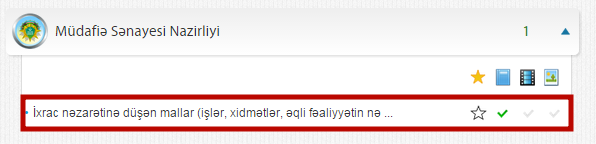 Müdafiə Sənayesi Nazirliyi 1
İxrac nəzarətinə düşən mallar (işlər, xidmətlər, əqli fəaliyyətin nə ...